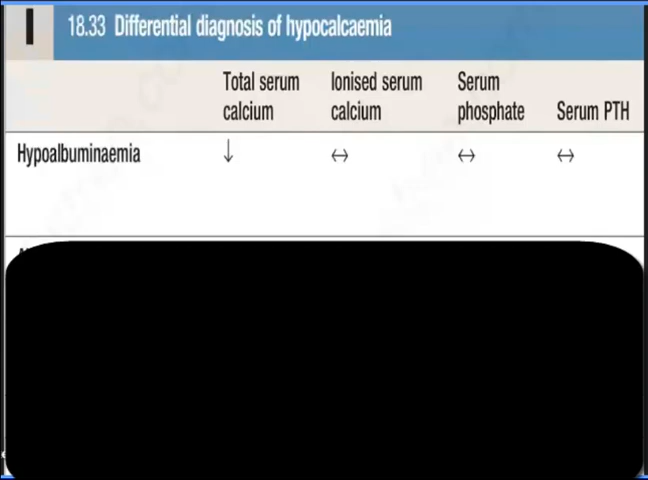 I 18.33 Differential diagnosis of hypocalcaemia
Total serum calcium Ionised serum calcium Serum phosphate Serum PTH
Hypoalbuminaemia ↓ ↔ ↔ ↔